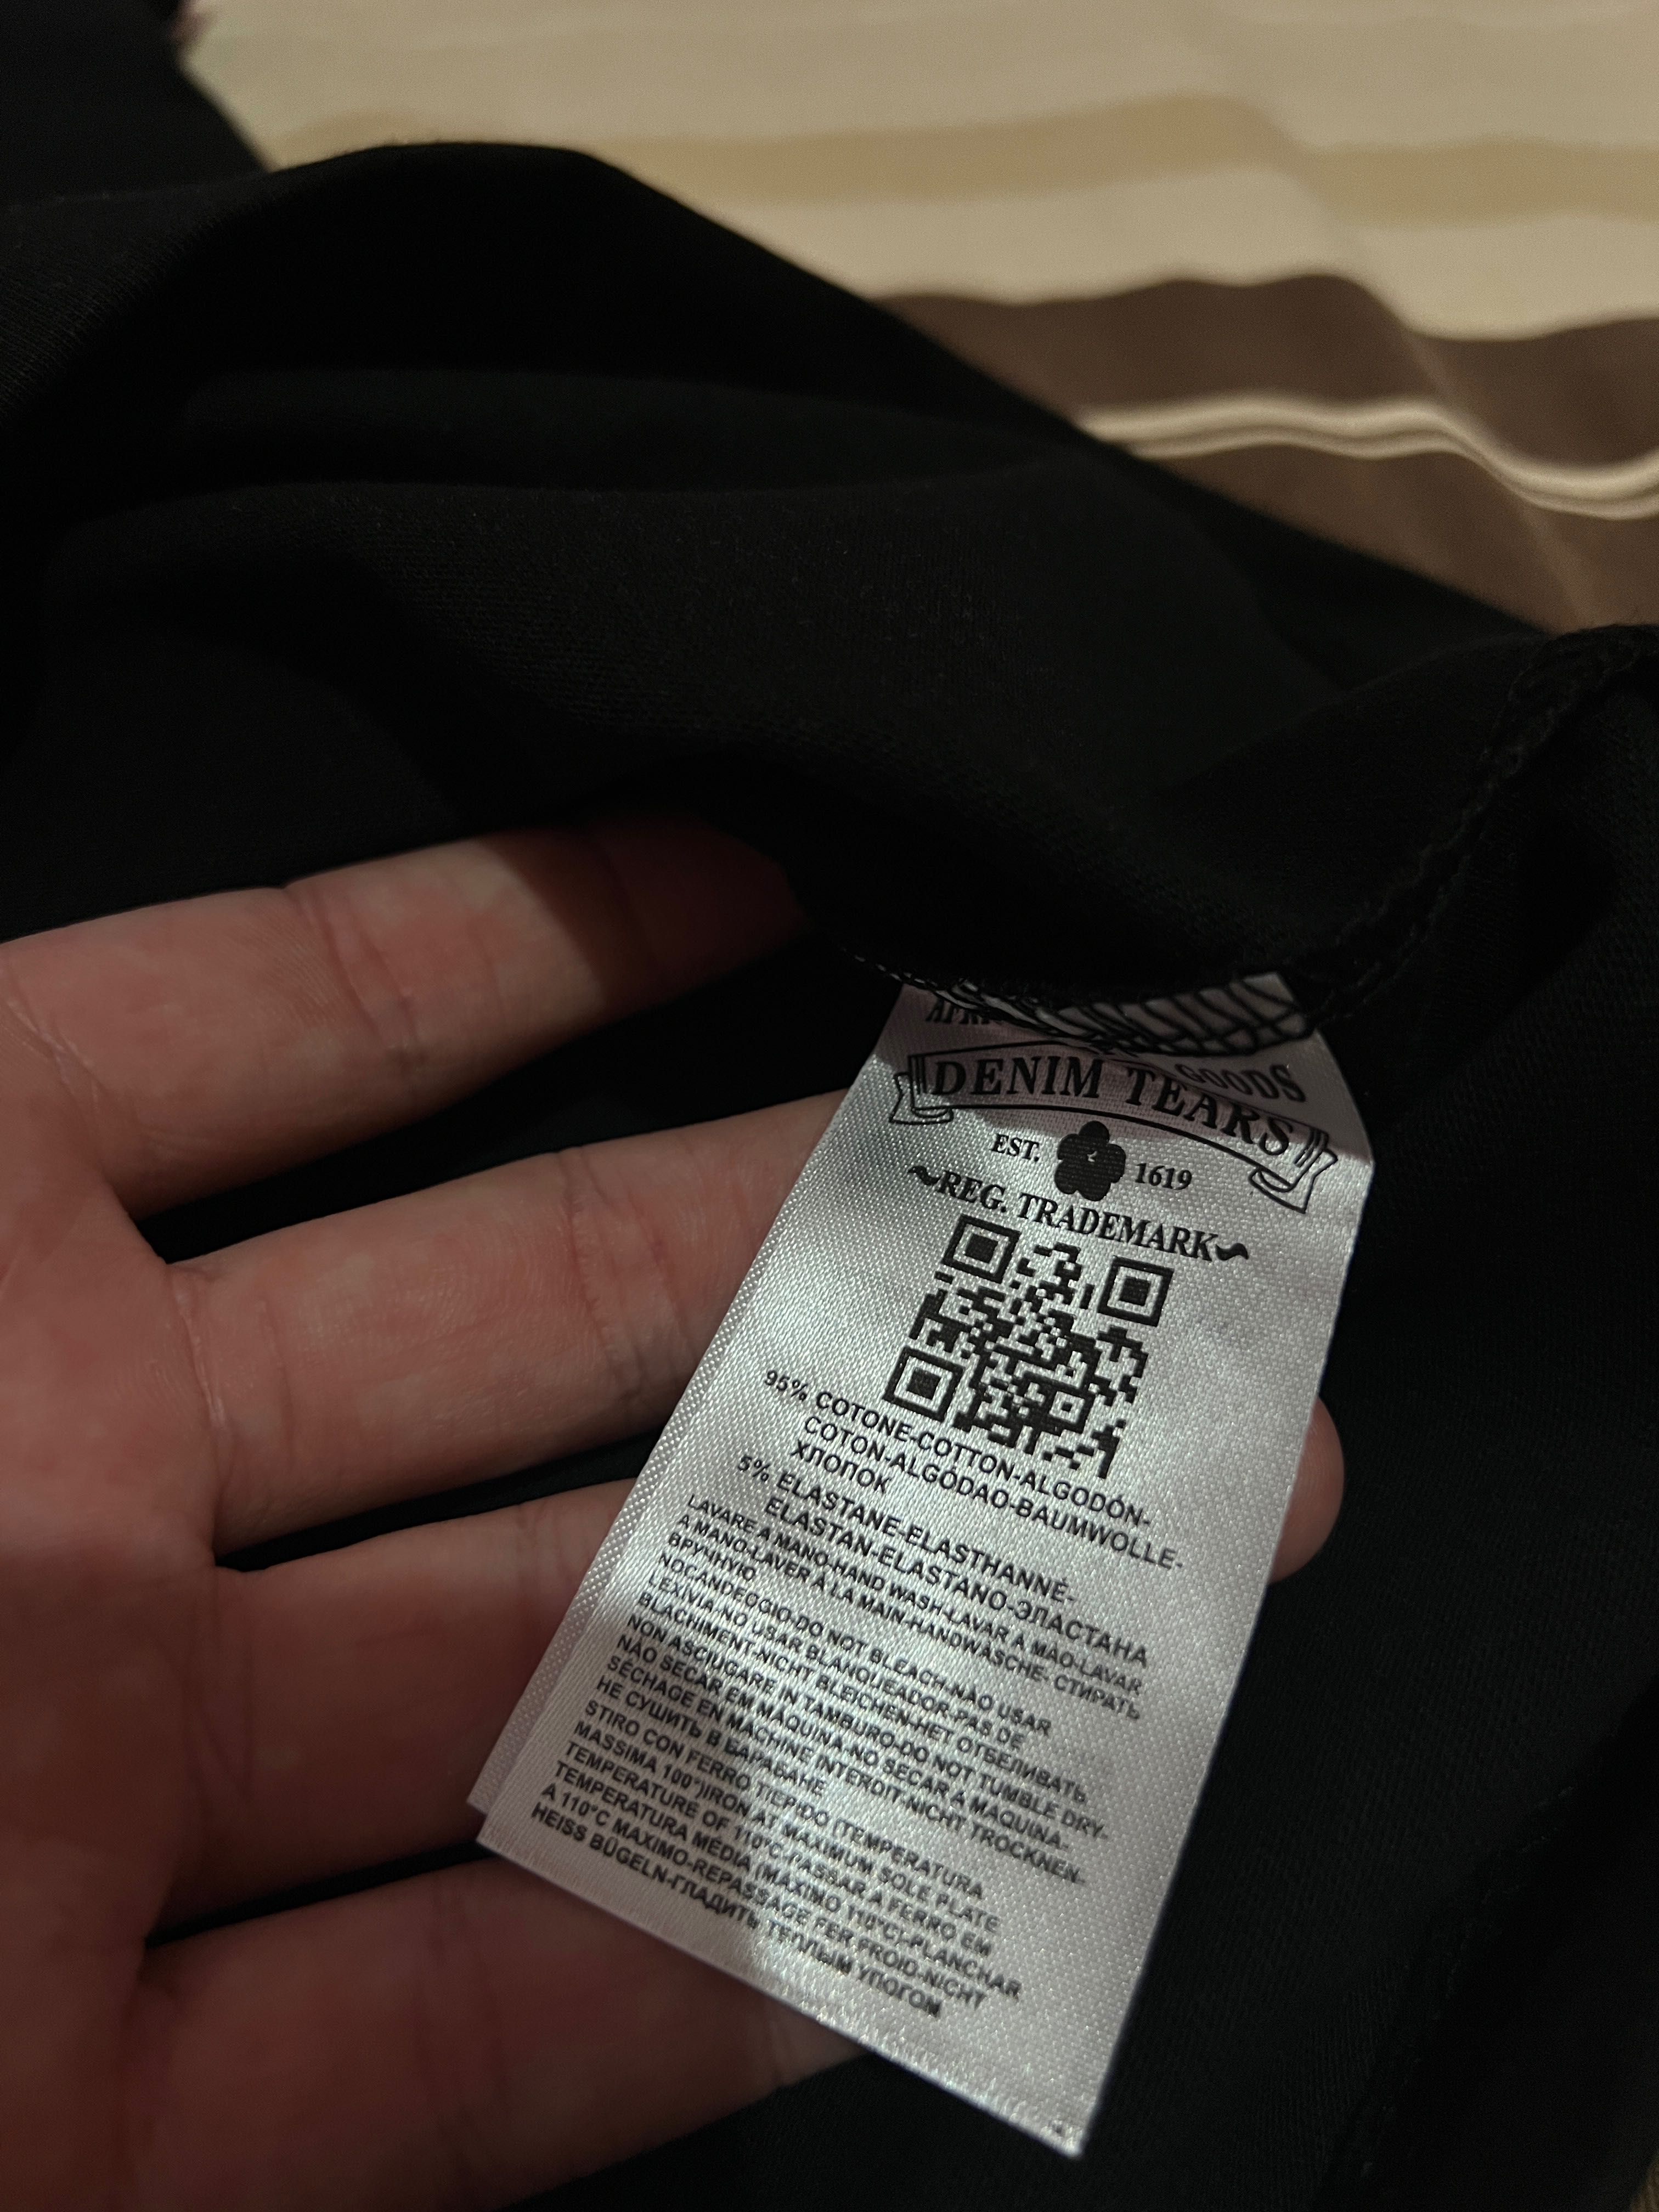 GOODS
DENIM TEARS
EST. 1619
REG. TRADEMARK
95% COTONE-COTTON-ALGODÓN-
COTON-ALGODAO-BAUMWOLLE-
ХЛОПОК
5% ELASTANE-ELASTHANNE-
ELASTAN-ELASTANO-ЭЛАСТАНА
LAVARE A MANO-HAND WASH-LAVAR A MAO-LAVAR
A MANO-LAVER À LA MAIN-HANDWÄSCHE- СТИРАТЬ
ВРУЧНУЮ
NOCANDEGGIO-DO NOT BLEACH-NÃO USAR
LEXÍVIA-NO USAR BLANQUEADOR-PAS DE
BLACHIMENT-NICHT BLEICHEN-НЕТ ОТБЕЛИВАТЬ
NON ASCIUGARE IN TAMBURO-DO NOT TUMBLE DRY-
NÃO SECAR EM MÁQUINA-NO SECAR A MAQUINA-
SÉCHAGE EN MACHINE INTERDIT-NICHT TROCKNEN-
НЕ СУШИТЬ В БАРАБАНЕ
STIRO CON FERRO TIEPIDO (TEMPERATURA
MASSIMA 100°)IRON AT MAXIMUM SOLE PLATE
TEMPERATURE OF 110°C-PASSAR A FERRO EM
TEMPERATURA MÉDIA (MÁXIMO 110°C)-PLANCHAR
A 110°C MAXIMO-REPASSAGE FER FROID-NICHT
HEISS BÜGELN-ГЛАДИТЬ ТЕПЛЫМ УПОГОМ